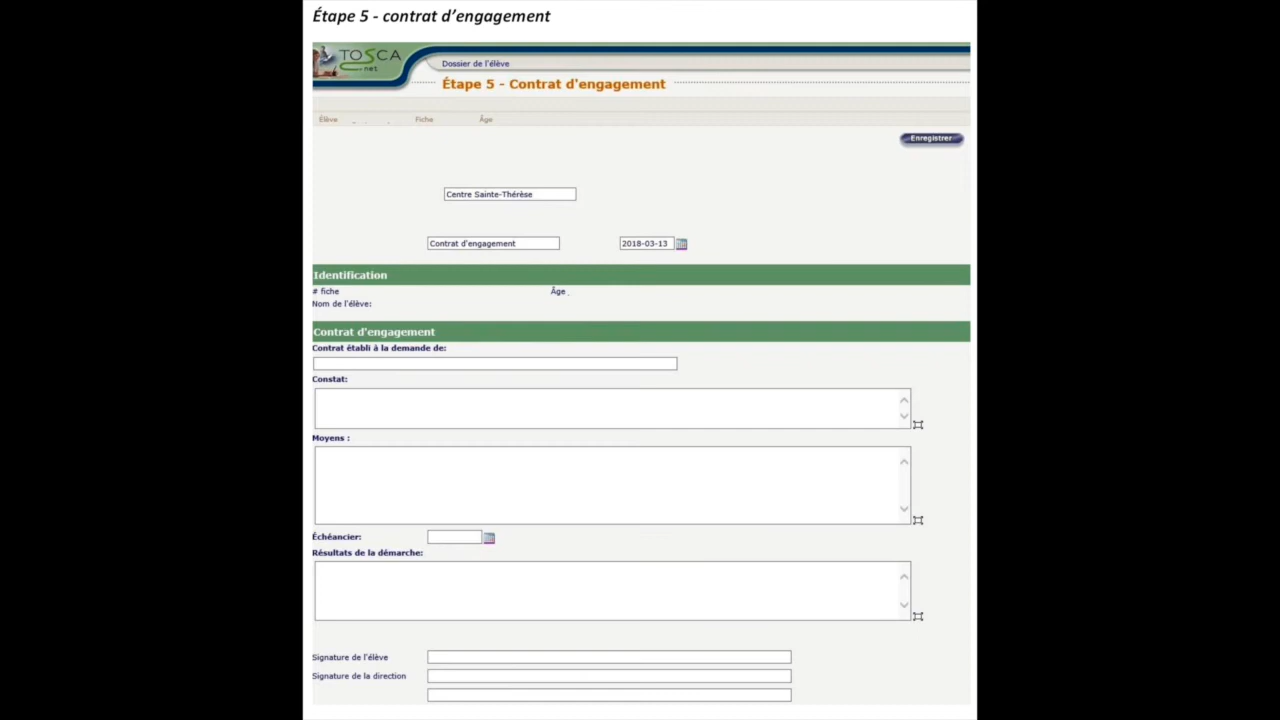 Étape 5 - contrat d'engagement
TOSCA
.net
Dossier de l'élève
Étape 5 - Contrat d'engagement
Élève Fiche Âge
Enregistrer
Centre Sainte-Thérèse
Contrat d'engagement 2018-03-13
Identification
# fiche Âge
Nom de l'élève:
Contrat d'engagement
Contrat établi à la demande de:
Constat:
Moyens :
Échéancier:
Résultats de la démarche:
Signature de l'élève
Signature de la direction